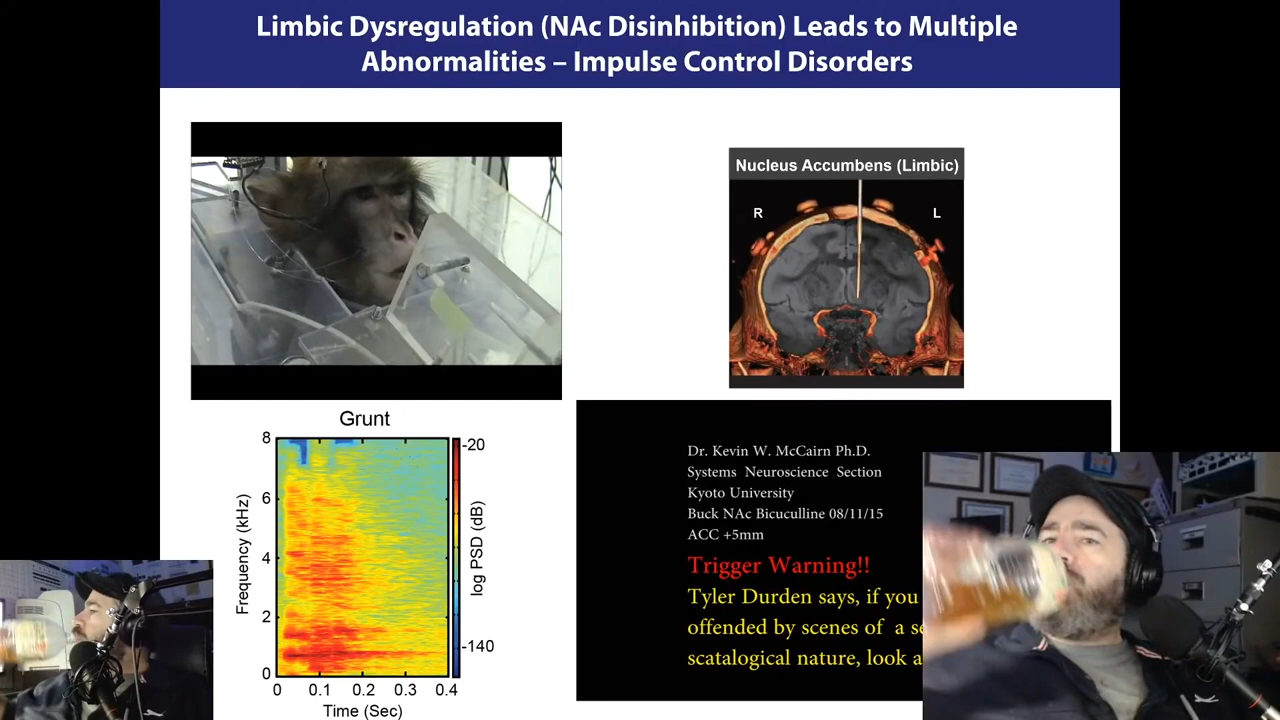 Limbic Dysregulation (NAc Disinhibition) Leads to Multiple
Abnormalities – Impulse Control Disorders
Nucleus Accumbens (Limbic)
R
L
Grunt
8
6
4
2
0
Frequency (kHz)
0 0.1 0.2 0.3 0.4
Time (Sec)
-20
-140
log PSD (dB)
Dr. Kevin W. McCairn Ph.D.
Systems Neuroscience Section
Kyoto University
Buck NAc Bicuculline 08/11/15
ACC +5mm
Trigger Warning!!
Tyler Durden says, if you
offended by scenes of a
scatalogical nature, look